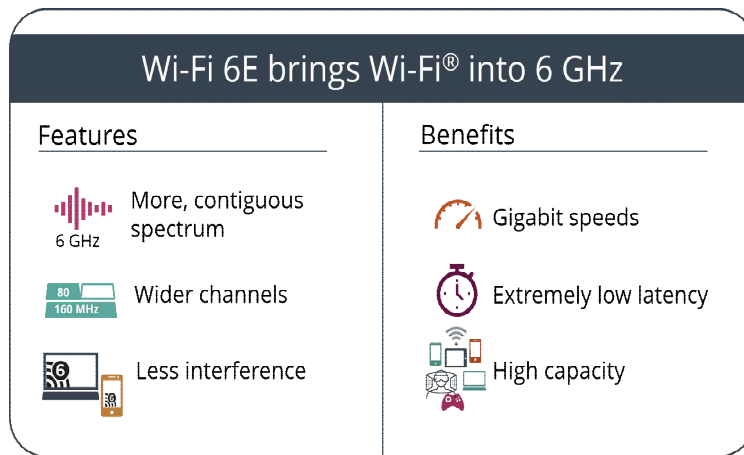 Wi-Fi 6E brings Wi-Fi® into 6 GHz
Features
6 GHz
More, contiguous
spectrum
80
160 MHz
Wider channels
6
6
Less interference
Benefits
Gigabit speeds
Extremely low latency
High capacity